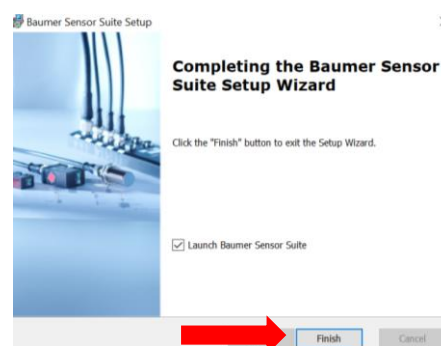 Baumer Sensor Suite Setup
Completing the Baumer Sensor
Suite Setup Wizard
Click the "Finish" button to exit the Setup Wizard.
Launch Baumer Sensor Suite
Finish Cancel